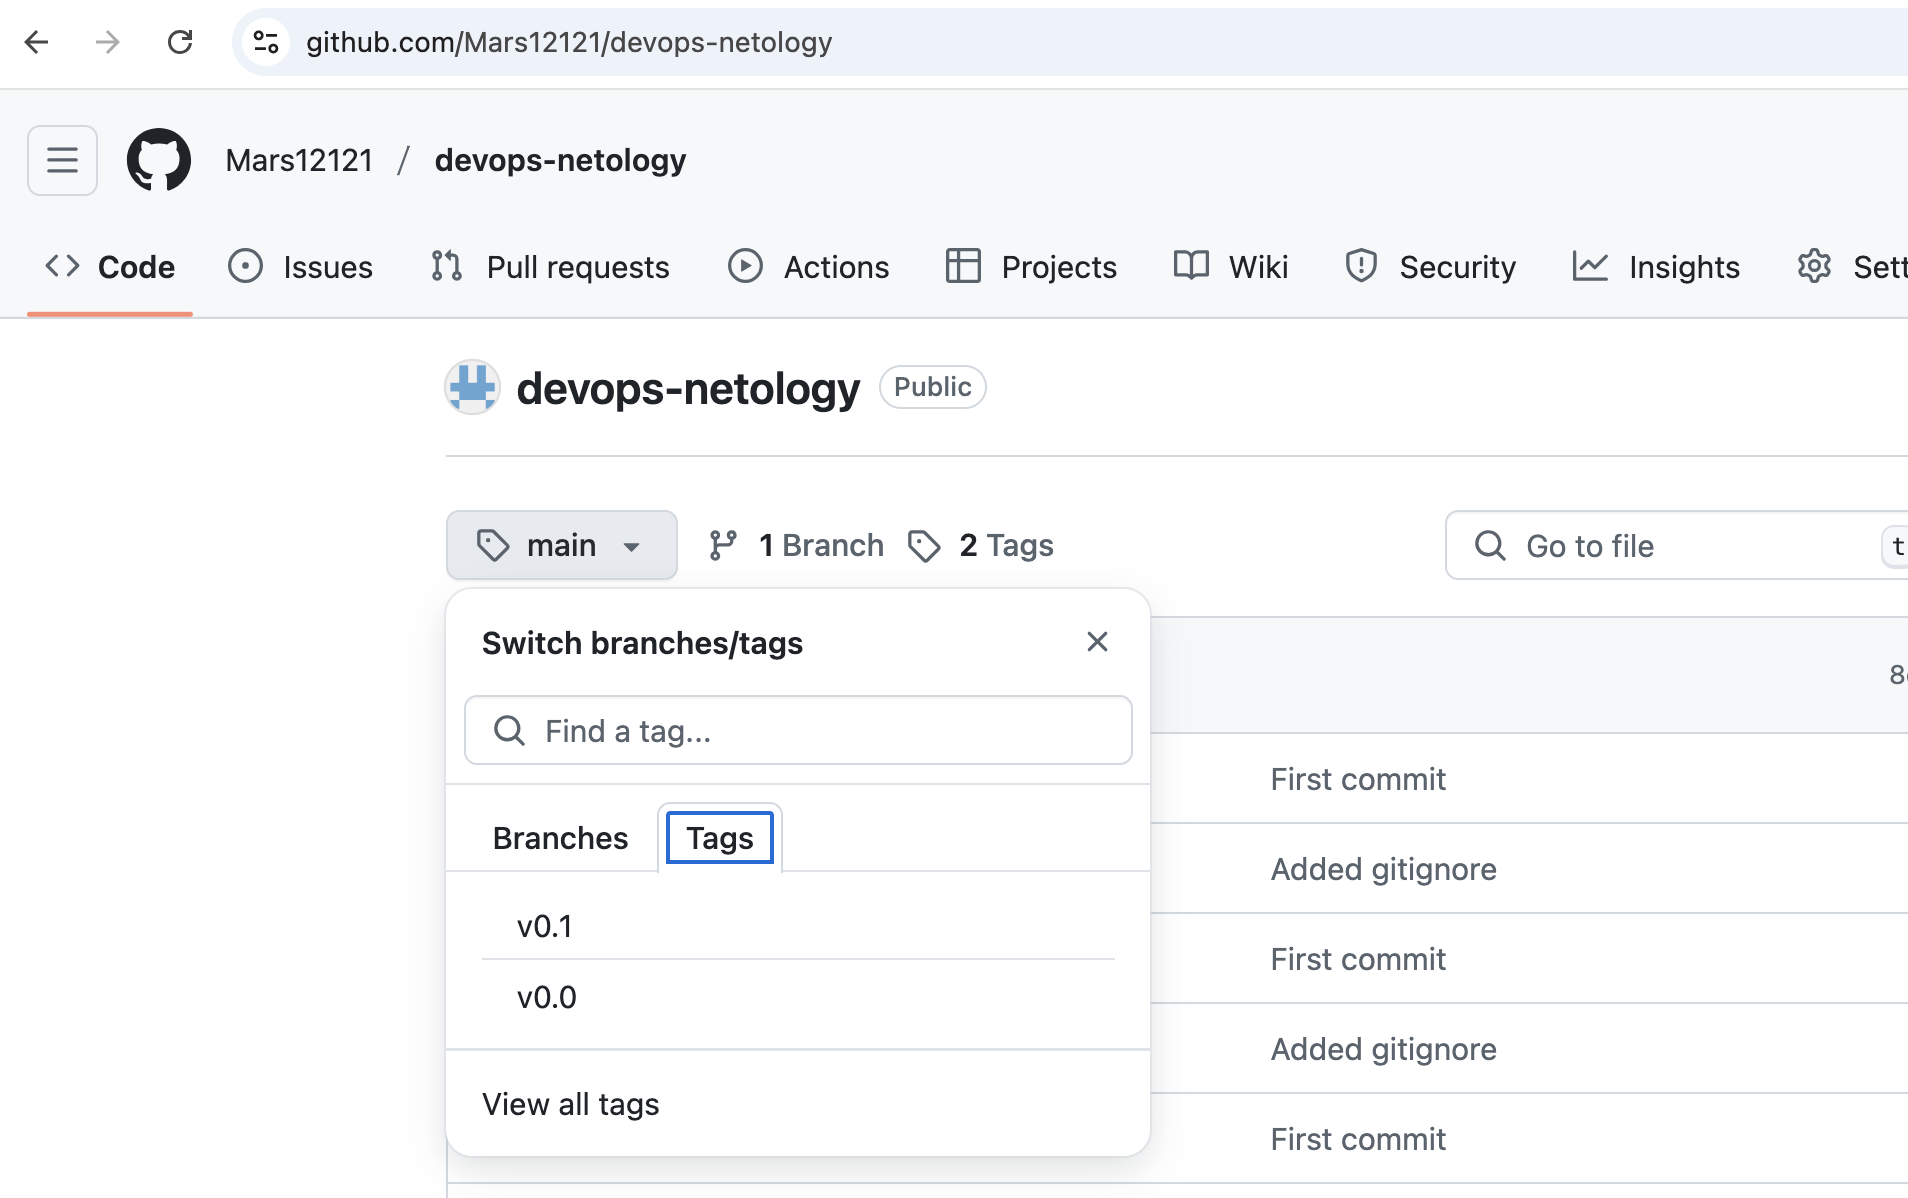 github.com/Mars12121/devops-netology
Mars12121 / devops-netology
Code Issues Pull requests Actions Projects Wiki Security Insights
devops-netology Public
main 1 Branch 2 Tags Go to file t
Switch branches/tags
Find a tag...
Branches Tags
v0.1
v0.0
View all tags
First commit
Added gitignore
First commit
Added gitignore
First commit